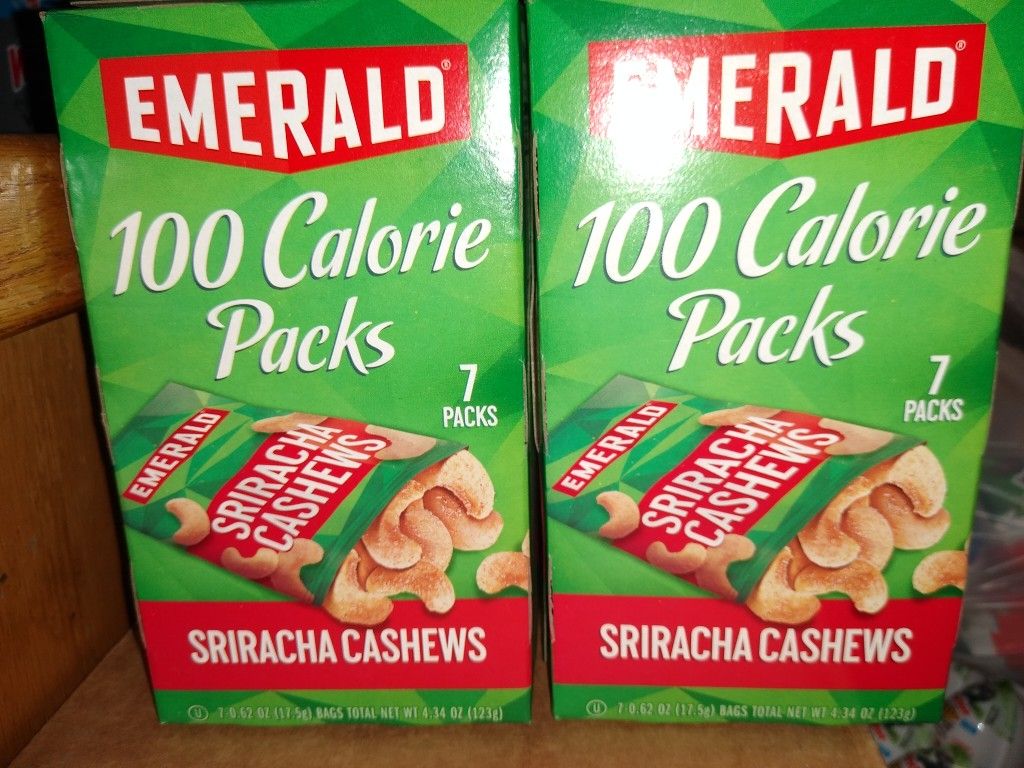 EMERALD®
100 Calorie
Packs
7
PACKS
EMERALD
SRIRACHA
CASHEWS
SRIRACHA CASHEWS
U 7-0.62 OZ (17.5g) BAGS TOTAL NET WT 4.34 OZ (123g)
EMERALD®
100 Calorie
Packs
7
PACKS
EMERALD
SRIRACHA
CASHEWS
SRIRACHA CASHEWS
U 7-0.62 OZ (17.5g) BAGS TOTAL NET WT 4.34 OZ (123g)